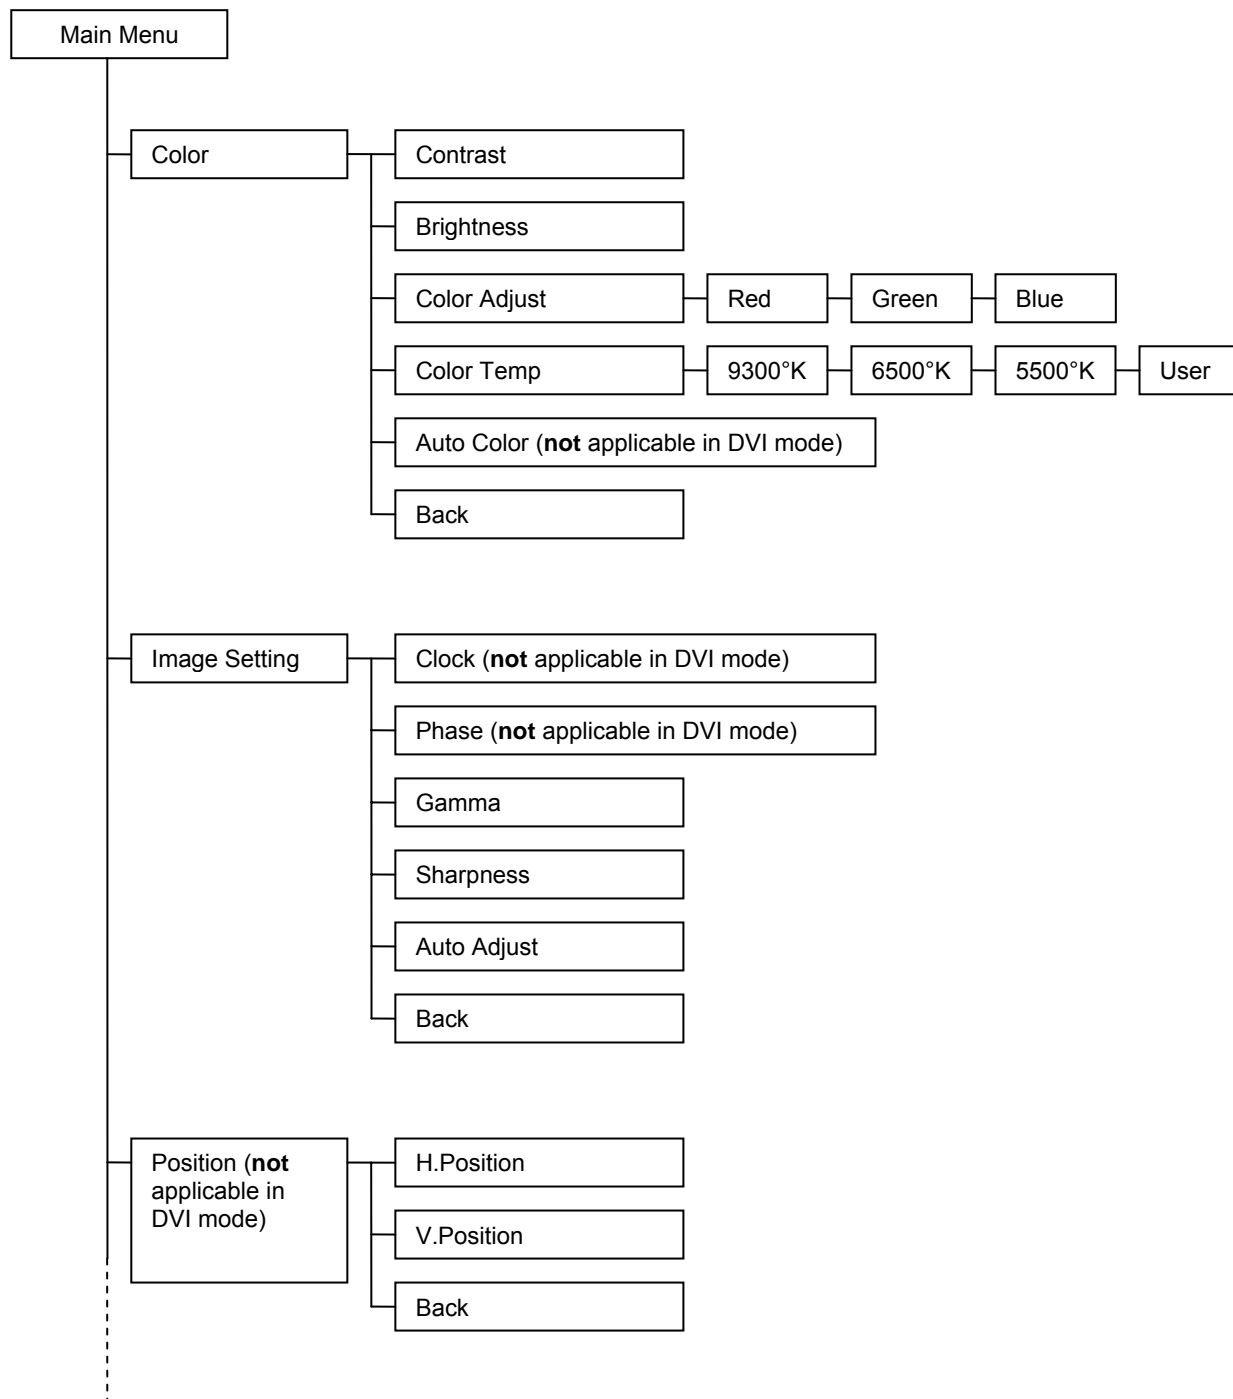 Main Menu
Color
Contrast
Brightness
Color Adjust
Red
Green
Blue
Color Temp
9300°K
6500°K
5500°K
User
Auto Color (not applicable in DVI mode)
Back
Image Setting
Clock (not applicable in DVI mode)
Phase (not applicable in DVI mode)
Gamma
Sharpness
Auto Adjust
Back
Position (not
applicable in
DVI mode)
H.Position
V.Position
Back